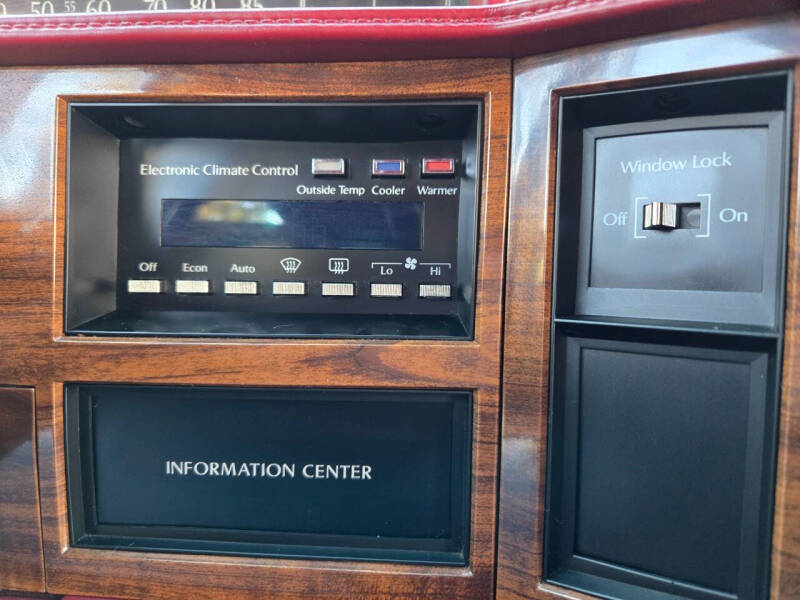 50 55 60 70 80 85
Electronic Climate Control
Outside Temp Cooler Warmer
Off Econ Auto Lo Hi
Window Lock
Off On
INFORMATION CENTER